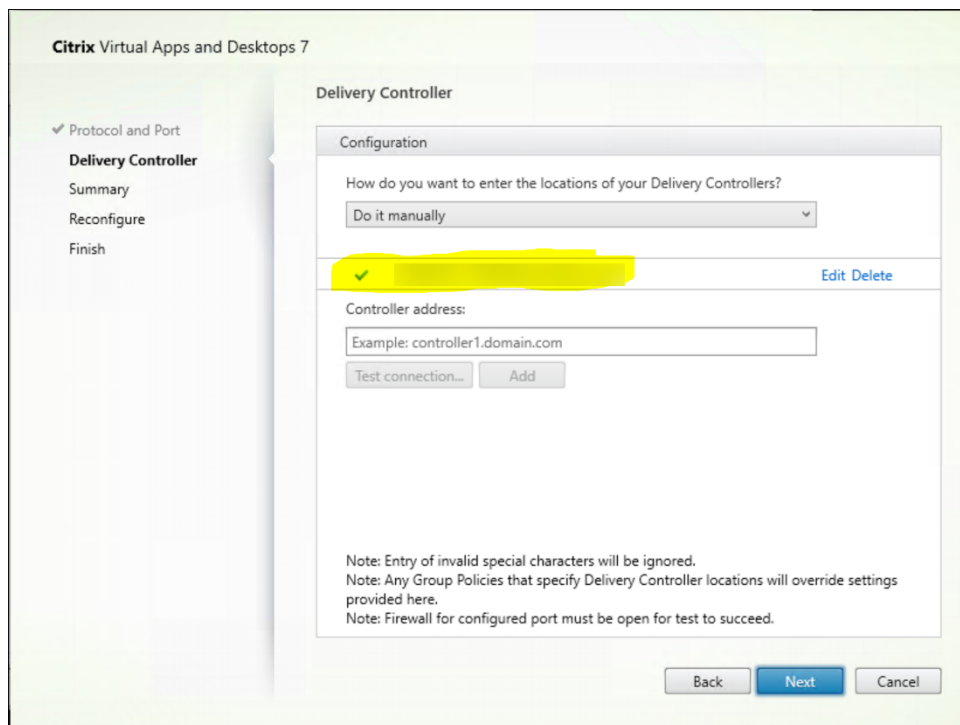 Citrix Virtual Apps and Desktops 7
Delivery Controller
Protocol and Port
Delivery Controller
Summary
Reconfigure
Finish
Configuration
How do you want to enter the locations of your Delivery Controllers?
Do it manually
Edit Delete
Controller address:
Example: controller1.domain.com
Test connection... Add
Note: Entry of invalid special characters will be ignored.
Note: Any Group Policies that specify Delivery Controller locations will override settings
provided here.
Note: Firewall for configured port must be open for test to succeed.
Back Next Cancel